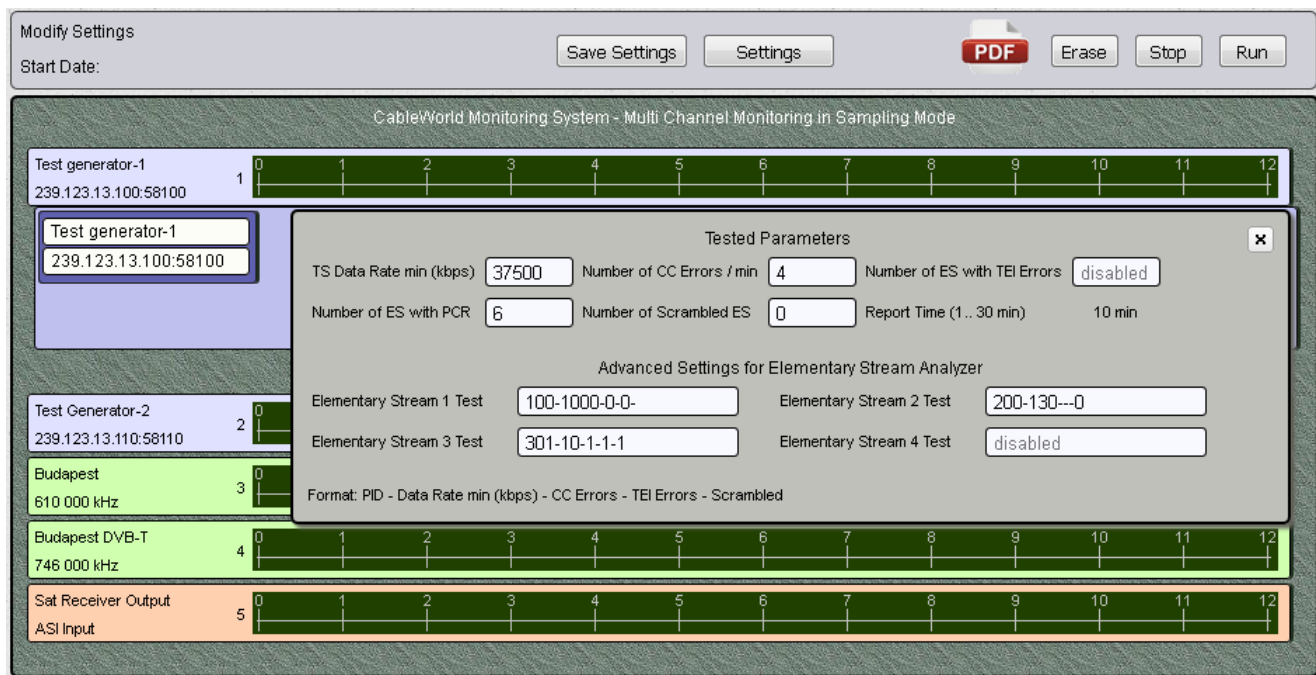 Modify Settings
Start Date:
Save Settings Settings PDF Erase Stop Run
CableWorld Monitoring System - Multi Channel Monitoring in Sampling Mode
Test generator-1
239.123.13.100:58100
1
0 1 2 3 4 5 6 7 8 9 10 11 12
Test generator-1
239.123.13.100:58100
Tested Parameters x
TS Data Rate min (kbps) 37500 Number of CC Errors / min 4 Number of ES with TEI Errors disabled
Number of ES with PCR 6 Number of Scrambled ES 0 Report Time (1.. 30 min) 10 min
Advanced Settings for Elementary Stream Analyzer
Elementary Stream 1 Test 100-1000-0-0- Elementary Stream 2 Test 200-130---0
Elementary Stream 3 Test 301-10-1-1-1 Elementary Stream 4 Test disabled
Format: PID - Data Rate min (kbps) - CC Errors - TEI Errors - Scrambled
Test Generator-2
239.123.13.110:58110
2
0
Budapest
610 000 kHz
3
0
Budapest DVB-T
746 000 kHz
4
0 1 2 3 4 5 6 7 8 9 10 11 12
Sat Receiver Output
ASI Input
5
0 1 2 3 4 5 6 7 8 9 10 11 12